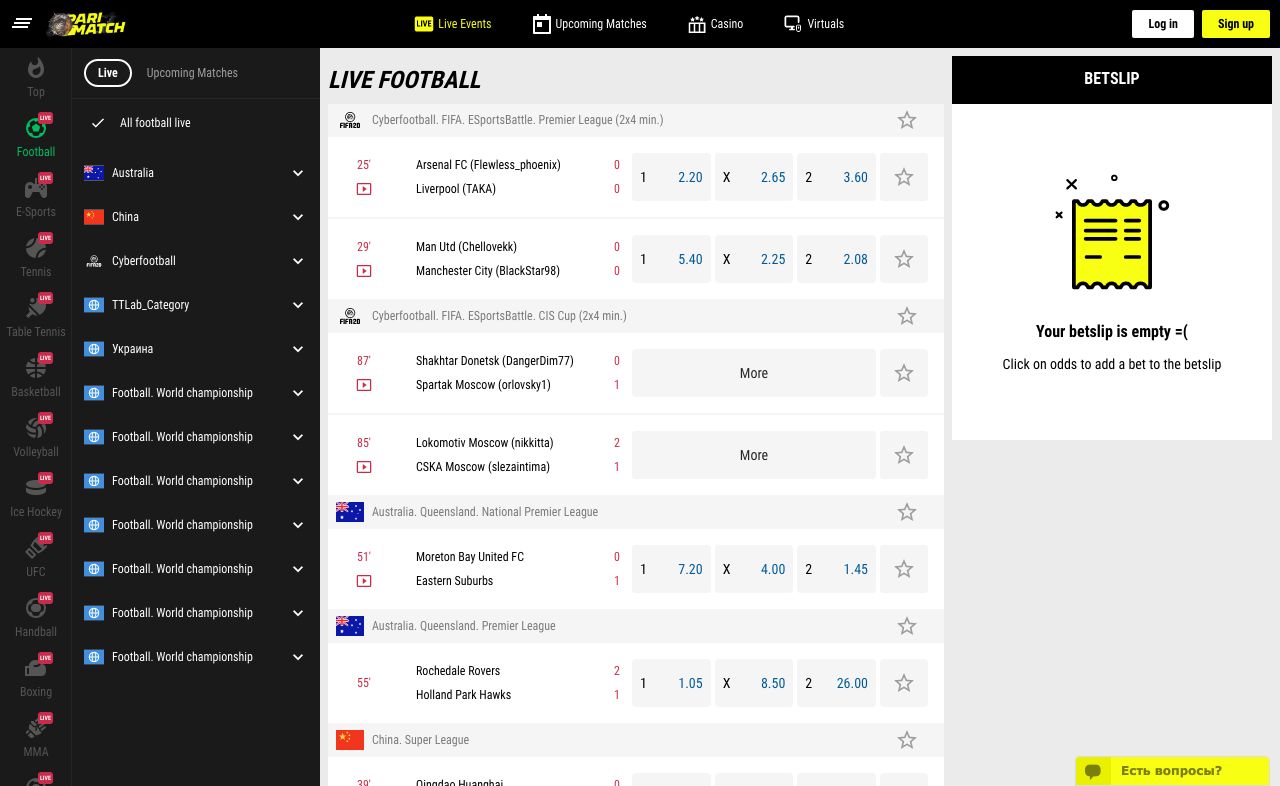 PARI MATCH
LIVE Live Events
Upcoming Matches
Casino
Virtuals
Log in
Sign up
Top
LIVE
Football
LIVE
E-Sports
LIVE
Tennis
LIVE
Table Tennis
LIVE
Basketball
LIVE
Volleyball
LIVE
Ice Hockey
LIVE
UFC
LIVE
Handball
LIVE
Boxing
LIVE
MMA
LIVE
Live
Upcoming Matches
All football live
Australia
China
FIFA20 Cyberfootball
TTLab_Category
Украина
Football. World championship
Football. World championship
Football. World championship
Football. World championship
Football. World championship
Football. World championship
Football. World championship
LIVE FOOTBALL
FIFA20 Cyberfootball. FIFA. ESportsBattle. Premier League (2x4 min.)
25' Arsenal FC (Flewless_phoenix) 0
Liverpool (TAKA) 0
1 2.20 X 2.65 2 3.60
29' Man Utd (Chellovekk) 0
Manchester City (BlackStar98) 0
1 5.40 X 2.25 2 2.08
FIFA20 Cyberfootball. FIFA. ESportsBattle. CIS Cup (2x4 min.)
87' Shakhtar Donetsk (DangerDim77) 0
Spartak Moscow (orlovsky1) 1
More
85' Lokomotiv Moscow (nikkitta) 2
CSKA Moscow (slezaintima) 1
More
Australia. Queensland. National Premier League
51' Moreton Bay United FC 0
Eastern Suburbs 1
1 7.20 X 4.00 2 1.45
Australia. Queensland. Premier League
55' Rochedale Rovers 2
Holland Park Hawks 1
1 1.05 X 8.50 2 26.00
China. Super League
39' Qingdao Huanghai 0
BETSLIP
Your betslip is empty =(
Click on odds to add a bet to the betslip
Есть вопросы?